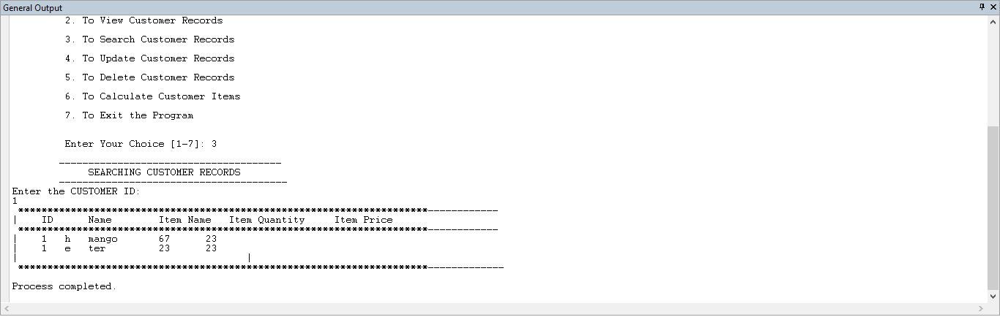 General Output
2. To View Customer Records
3. To Search Customer Records
4. To Update Customer Records
5. To Delete Customer Records
6. To Calculate Customer Items
7. To Exit the Program
Enter Your Choice [1-7]: 3
--------------------------------------
SEARCHING CUSTOMER RECORDS
---------------------------------------
Enter the CUSTOMER ID:
1
**********************************************************************------------
| ID Name Item Name Item Quantity Item Price
**********************************************************************------------
| 1 h mango 67 23
| 1 e ter 23 23
| |
**********************************************************************-------------
Process completed.